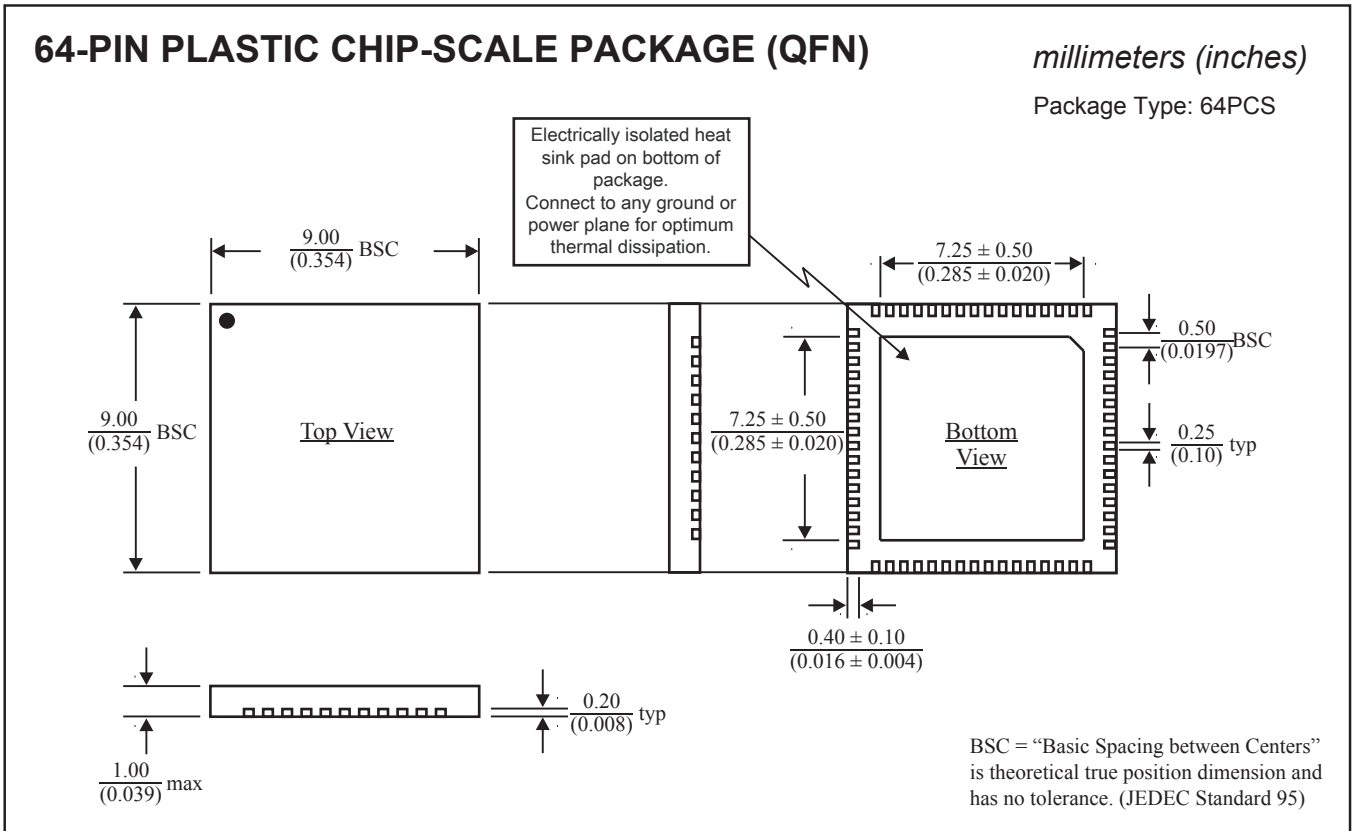 64-PIN PLASTIC CHIP-SCALE PACKAGE (QFN)
millimeters (inches)
Package Type: 64PCS
Electrically isolated heat
sink pad on bottom of
package.
Connect to any ground or
power plane for optimum
thermal dissipation.
9.00
(0.354) BSC
7.25 ± 0.50
(0.285 ± 0.020)
0.50
(0.0197) BSC
9.00
(0.354) BSC
Top View
7.25 ± 0.50
(0.285 ± 0.020)
Bottom
View
0.25
(0.10) typ
0.40 ± 0.10
(0.016 ± 0.004)
0.20
(0.008) typ
1.00
(0.039) max
BSC = “Basic Spacing between Centers”
is theoretical true position dimension and
has no tolerance. (JEDEC Standard 95)